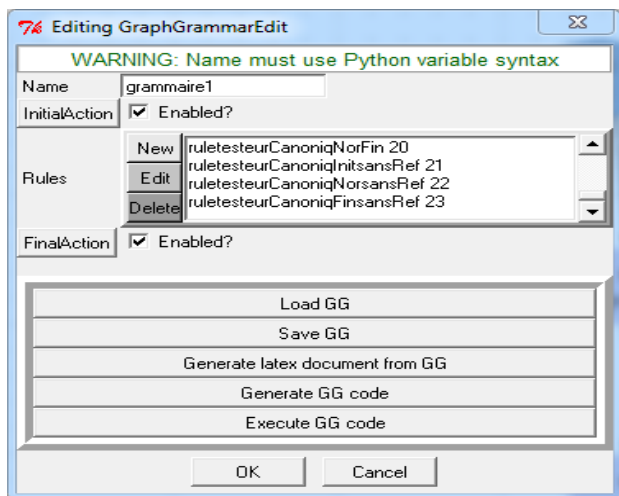 7% Editing GraphGrammarEdit
WARNING: Name must use Python variable syntax
Name grammaire1
InitialAction Enabled?
Rules
New
Edit
Delete
ruletesteurCanoniqNorFin 20
ruletesteurCanoniqInitsansRef 21
ruletesteurCanoniqNorsansRef 22
ruletesteurCanoniqFinsansRef 23
FinalAction Enabled?
Load GG
Save GG
Generate latex document from GG
Generate GG code
Execute GG code
OK Cancel